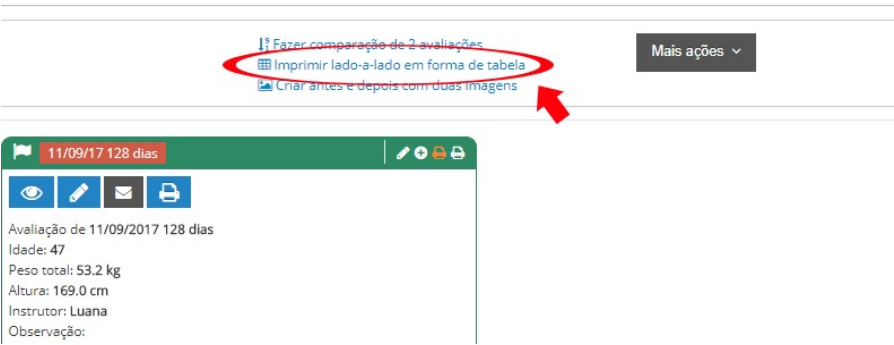 Fazer comparação de 2 avaliações
Imprimir lado-a-lado em forma de tabela
Criar antes e depois com duas imagens
Mais ações
11/09/17 128 dias
Avaliação de 11/09/2017 128 dias
Idade: 47
Peso total: 53.2 kg
Altura: 169.0 cm
Instrutor: Luana
Observação: